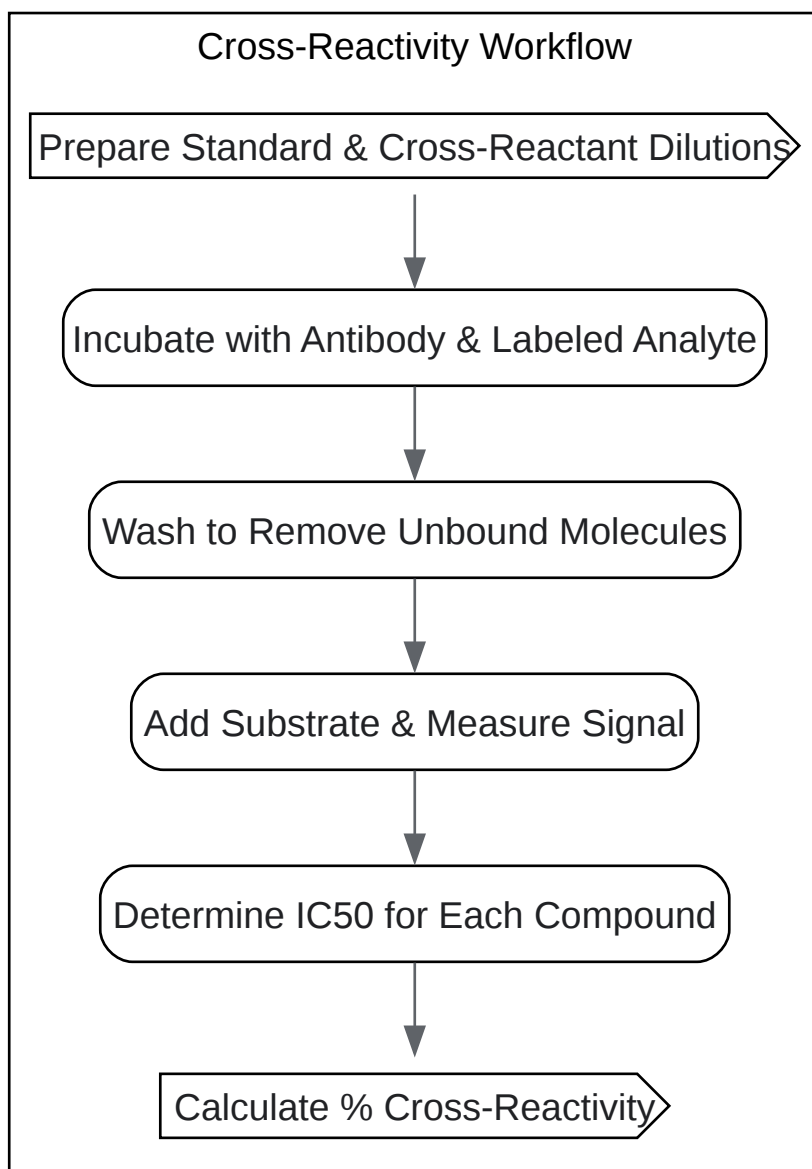 Cross-Reactivity Workflow
Prepare Standard & Cross-Reactant Dilutions
Incubate with Antibody & Labeled Analyte
Wash to Remove Unbound Molecules
Add Substrate & Measure Signal
Determine IC50 for Each Compound
Calculate % Cross-Reactivity